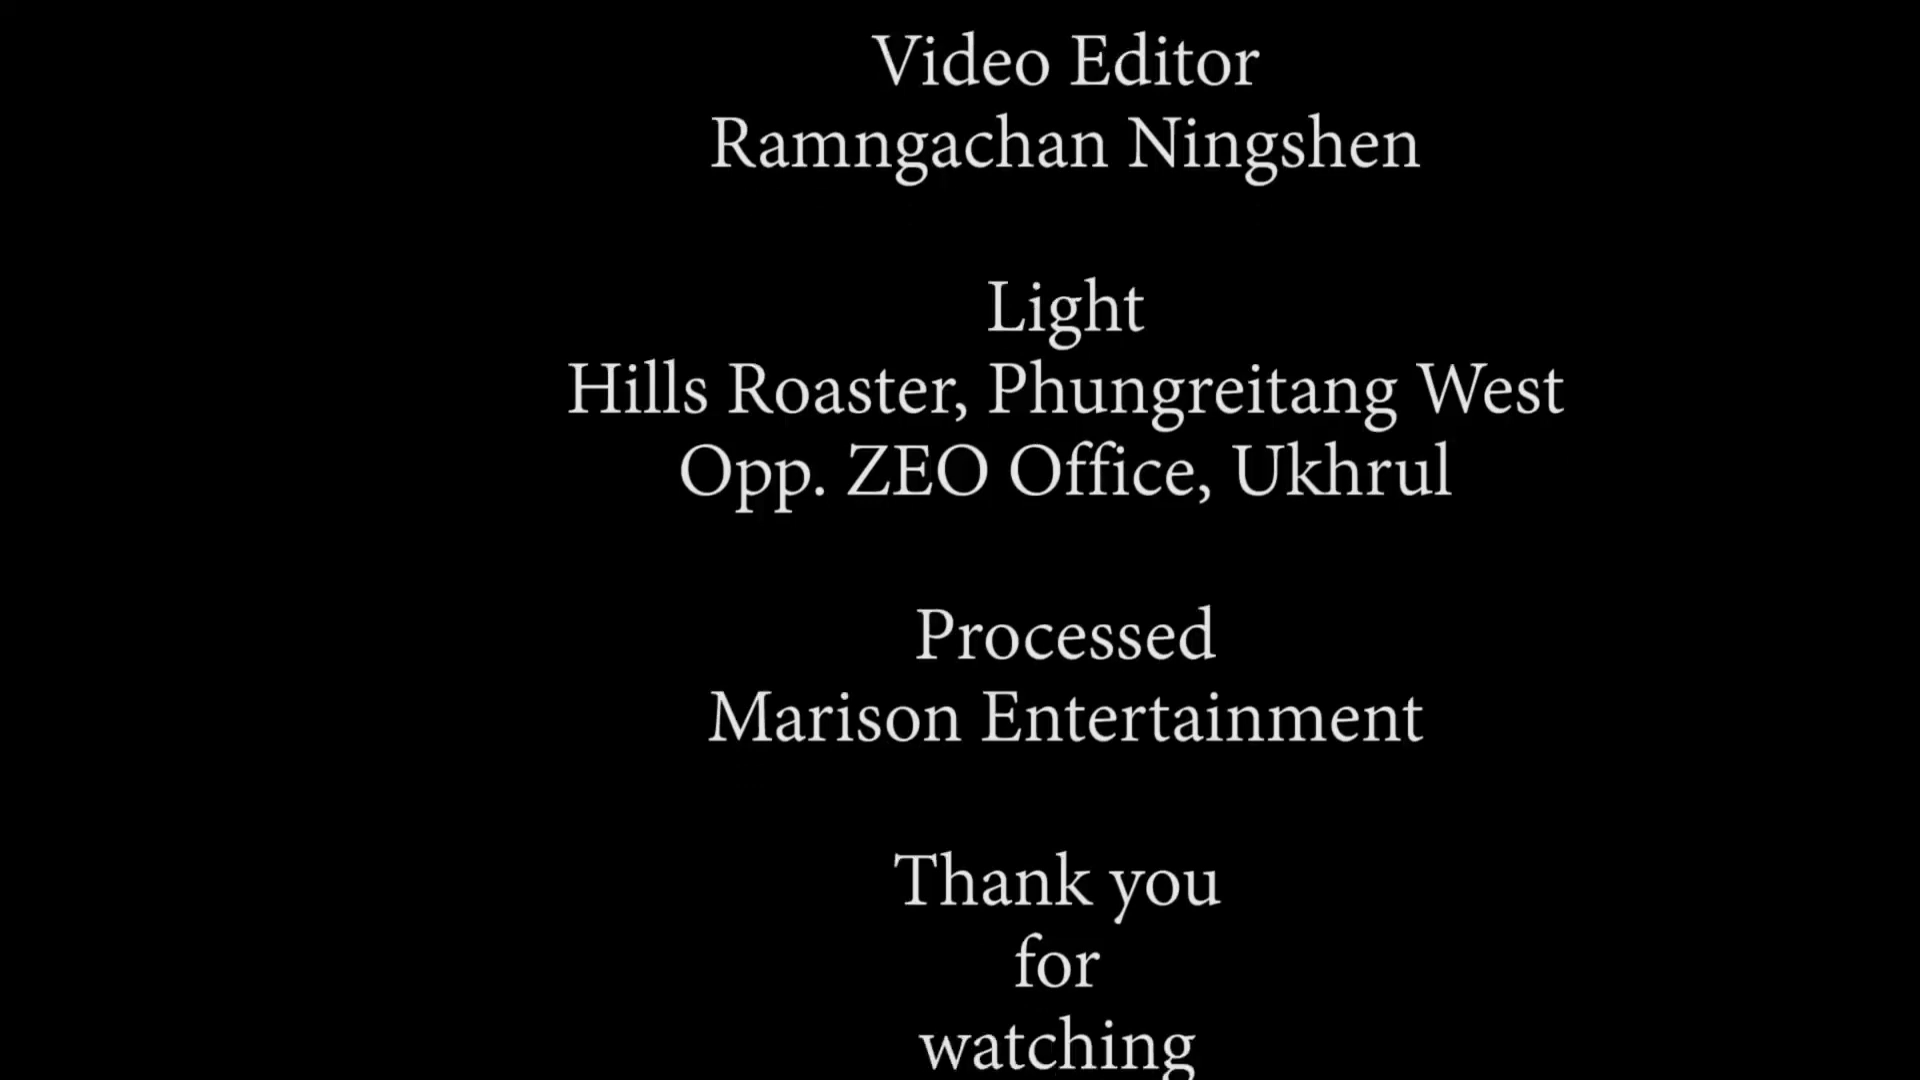 Video Editor
Ramngachan Ningshen
Light
Hills Roaster, Phungreitang West
Opp. ZEO Office, Ukhrul
Processed
Marison Entertainment
Thank you
for
watching